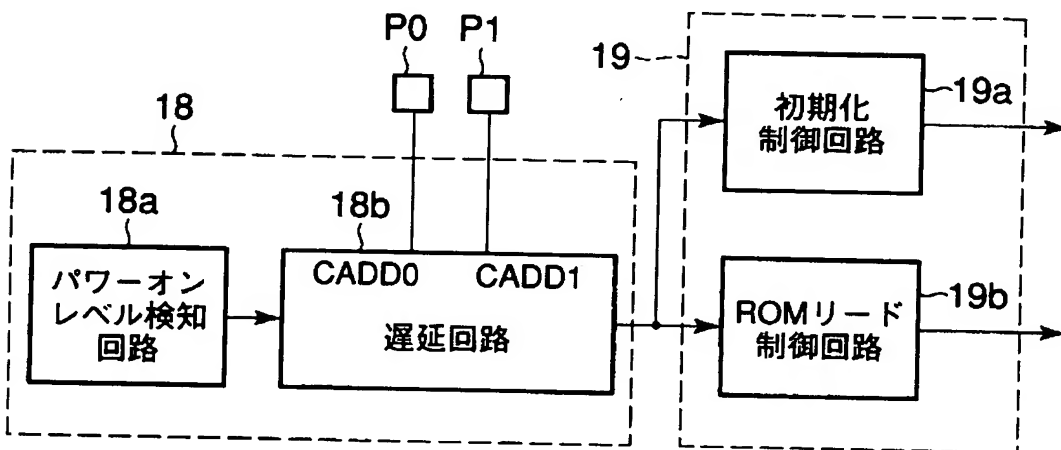 P0 P1
19
19a
初期化
制御回路
18
18a
18b
パワーオン
レベル検知
回路
CADD0 CADD1
遅延回路
19b
ROMリード
制御回路